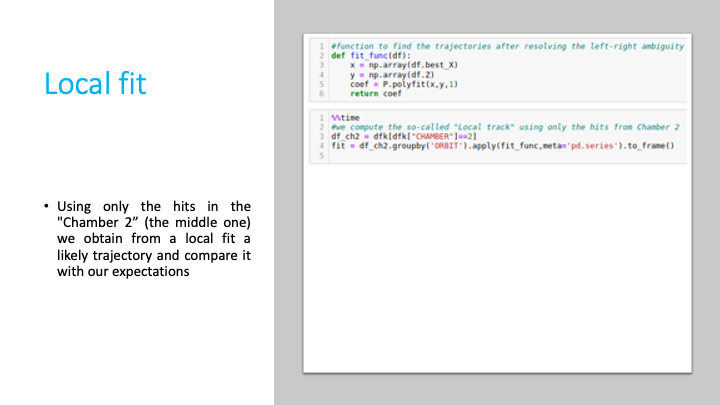 Local fit
• Using only the hits in the
"Chamber 2” (the middle one)
we obtain from a local fit a
likely trajectory and compare it
with our expectations
1 #function to find the trajectories after resolving the left-right ambiguity
2 def fit_func(df):
3     x = np.array(df.best_X)
4     y = np.array(df.Z)
5     coef = P.polyfit(x,y,1)
6     return coef
1 %%time
2 #we compute the so-called "Local track" using only the hits from Chamber 2
3 df_ch2 = dfk[dfk["CHAMBER"]==2]
4 fit = df_ch2.groupby('ORBIT').apply(fit_func,meta='pd.series').to_frame()
5